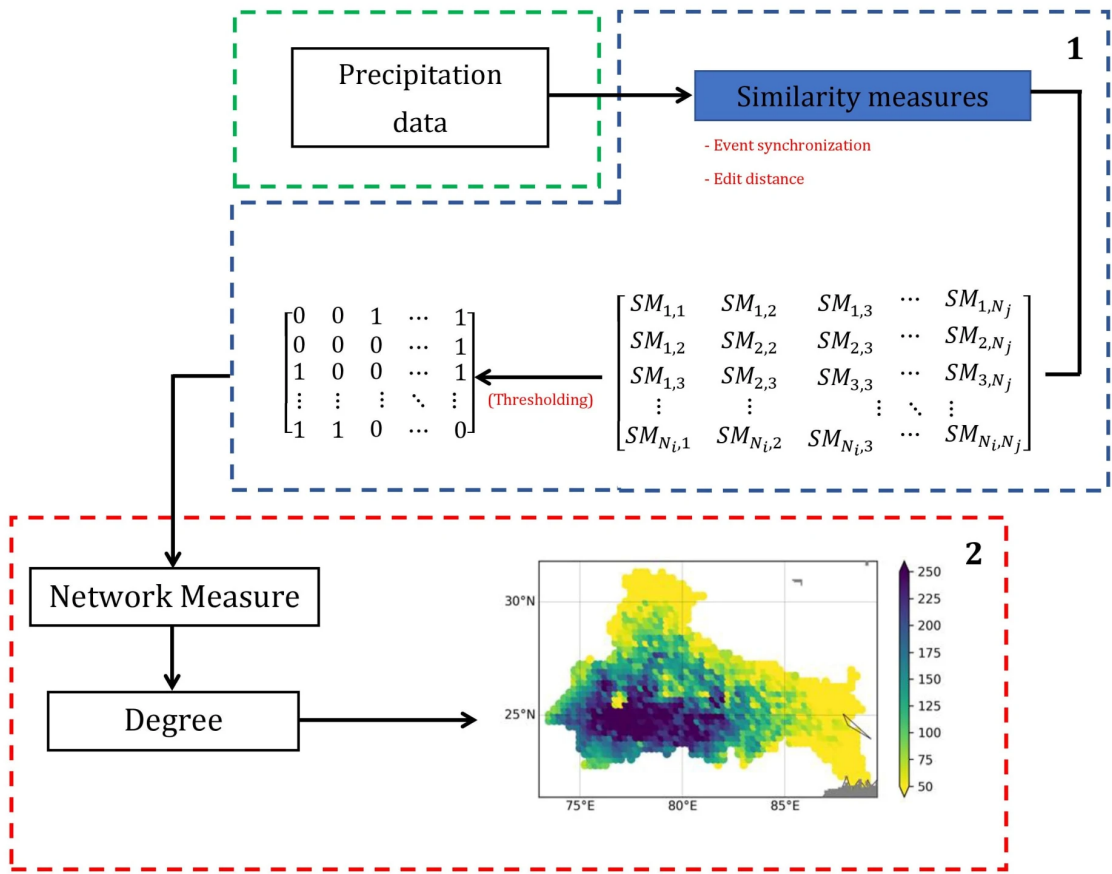 Precipitation
data
1
Similarity measures
- Event synchronization
- Edit distance
0 0 1 ⋯ 1
0 0 0 ⋯ 1
1 0 0 ⋯ 1
⋮ ⋮ ⋮ ⋱ ⋮
1 1 0 ⋯ 0
(Thresholding)
SM1,1 SM1,2 SM1,3 ⋯ SM1,Nj
SM1,2 SM2,2 SM2,3 ⋯ SM2,Nj
SM1,3 SM2,3 SM3,3 ⋯ SM3,Nj
⋮ ⋮ ⋮ ⋱ ⋮
SMNi,1 SMNi,2 SMNi,3 ⋯ SMNi,Nj
2
Network Measure
Degree
30°N
25°N
75°E 80°E 85°E
250
225
200
175
150
125
100
75
50